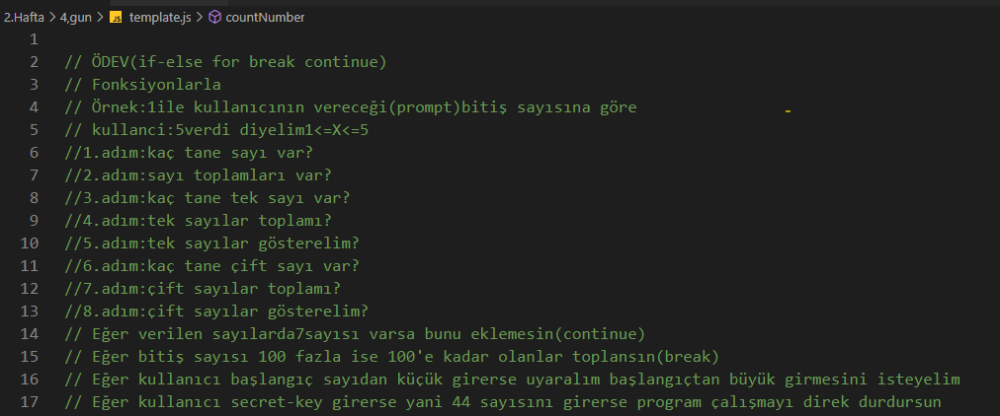 2.Hafta > 4,gun > JS template.js > countNumber
1
2 // ÖDEV(if-else for break continue)
3 // Fonksiyonlarla
4 // Örnek:1ile kullanıcının vereceği(prompt)bitiş sayısına göre
5 // kullanci:5verdi diyelim1<=X<=5
6 //1.adım:kaç tane sayı var?
7 //2.adım:sayı toplamları var?
8 //3.adım:kaç tane tek sayı var?
9 //4.adım:tek sayılar toplamı?
10 //5.adım:tek sayılar gösterelim?
11 //6.adım:kaç tane çift sayı var?
12 //7.adım:çift sayılar toplamı?
13 //8.adım:çift sayılar gösterelim?
14 // Eğer verilen sayılarda7sayısı varsa bunu eklemesin(continue)
15 // Eğer bitiş sayısı 100 fazla ise 100'e kadar olanlar toplansın(break)
16 // Eğer kullanıcı başlangıç sayıdan küçük girerse uyaralım başlangıçtan büyük girmesini isteyelim
17 // Eğer kullanıcı secret-key girerse yani 44 sayısını girerse program çalışmayı direk durdursun